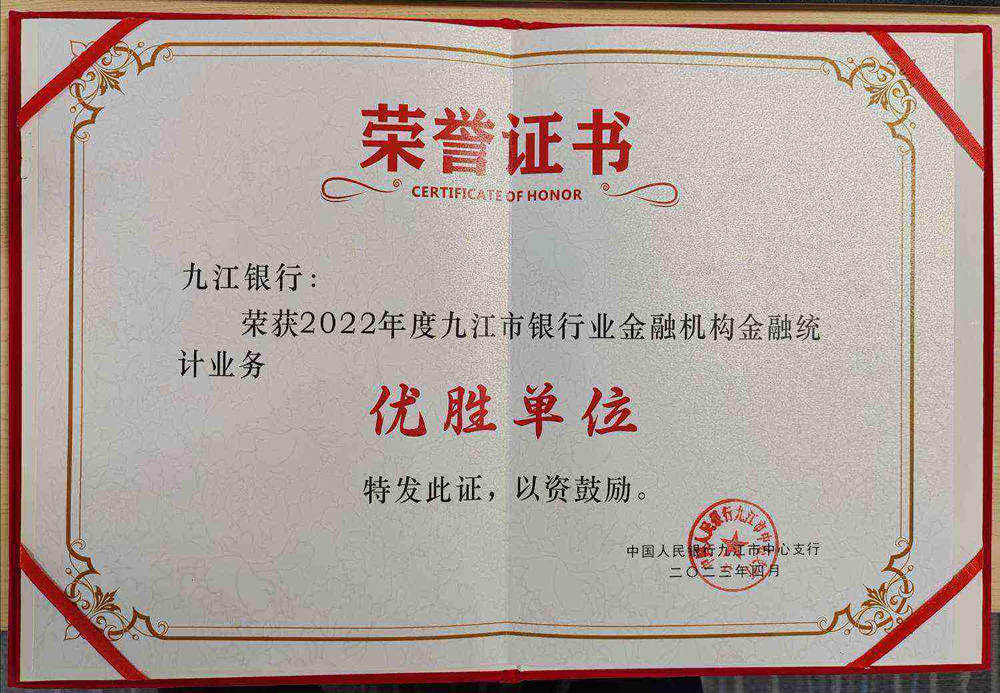 荣誉证书
CERTIFICATE OF HONOR
九江银行：
荣获2022年度九江市银行业金融机构金融统
计业务
优胜单位
特发此证，以资鼓励。
中国人民银行九江市中心支行
二〇二三年四月